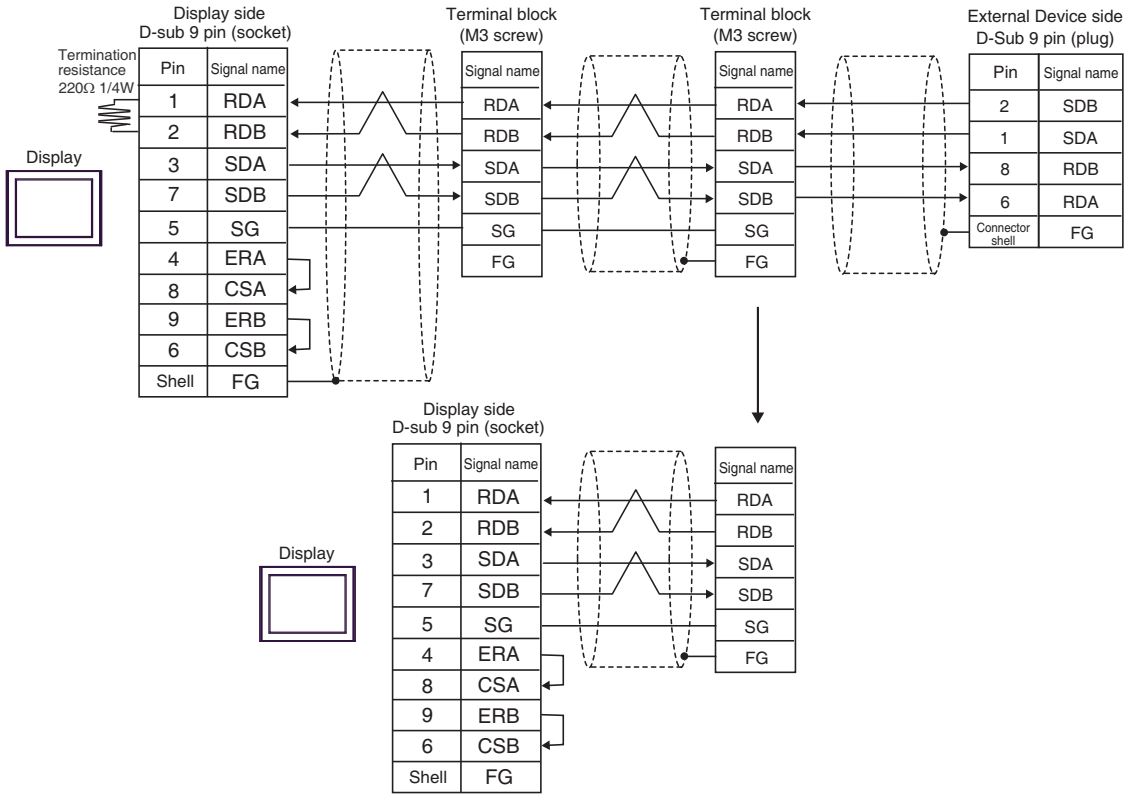 Display side
D-sub 9 pin (socket)
Terminal block
(M3 screw)
Terminal block
(M3 screw)
External Device side
D-Sub 9 pin (plug)
Termination
resistance
220Ω 1/4W
Display
Pin Signal name
1 RDA
2 RDB
3 SDA
7 SDB
5 SG
4 ERA
8 CSA
9 ERB
6 CSB
Shell FG
Signal name
RDA
RDB
SDA
SDB
SG
FG
Signal name
RDA
RDB
SDA
SDB
SG
FG
Pin Signal name
2 SDB
1 SDA
8 RDB
6 RDA
Connector
shell
FG
Display side
D-sub 9 pin (socket)
Display
Pin Signal name
1 RDA
2 RDB
3 SDA
7 SDB
5 SG
4 ERA
8 CSA
9 ERB
6 CSB
Shell FG
Signal name
RDA
RDB
SDA
SDB
SG
FG